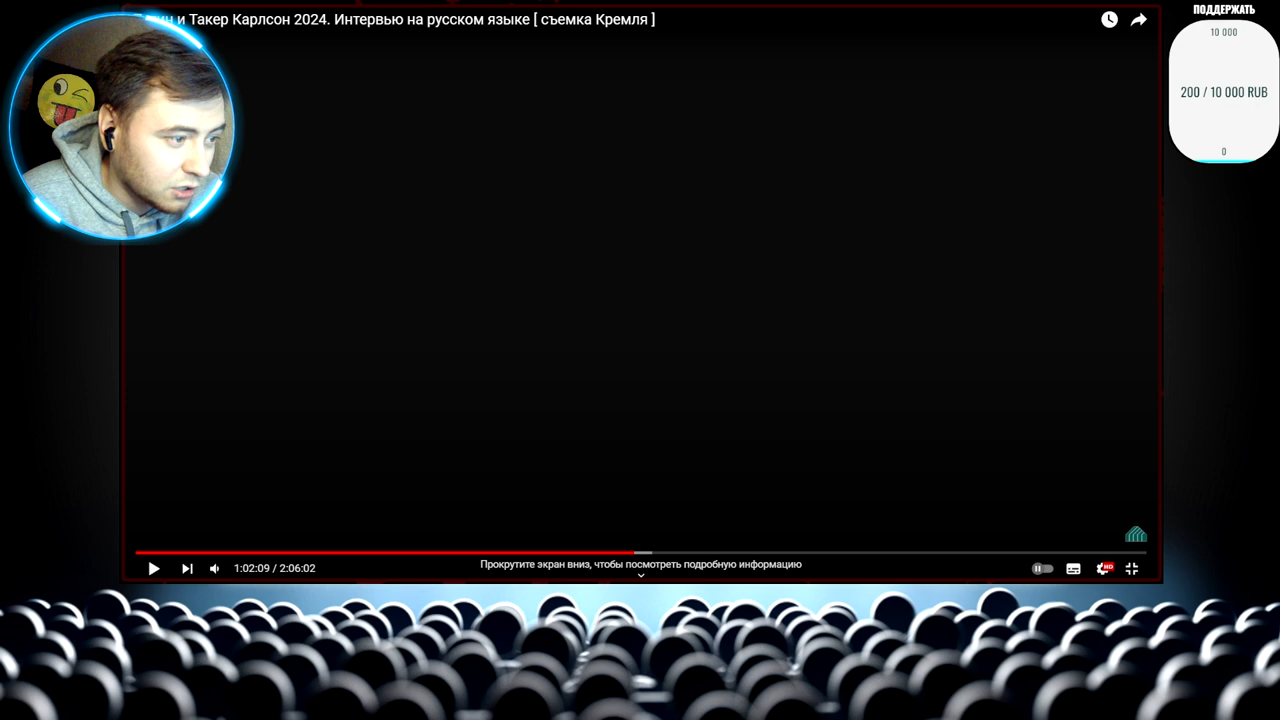 и Такер Карлсон 2024. Интервью на русском языке [ съемка Кремля ]
ПОДДЕРЖАТЬ
10 000
200 / 10 000 RUB
0
1:02:09 / 2:06:02
Прокрутите экран вниз, чтобы посмотреть подробную информацию
HD